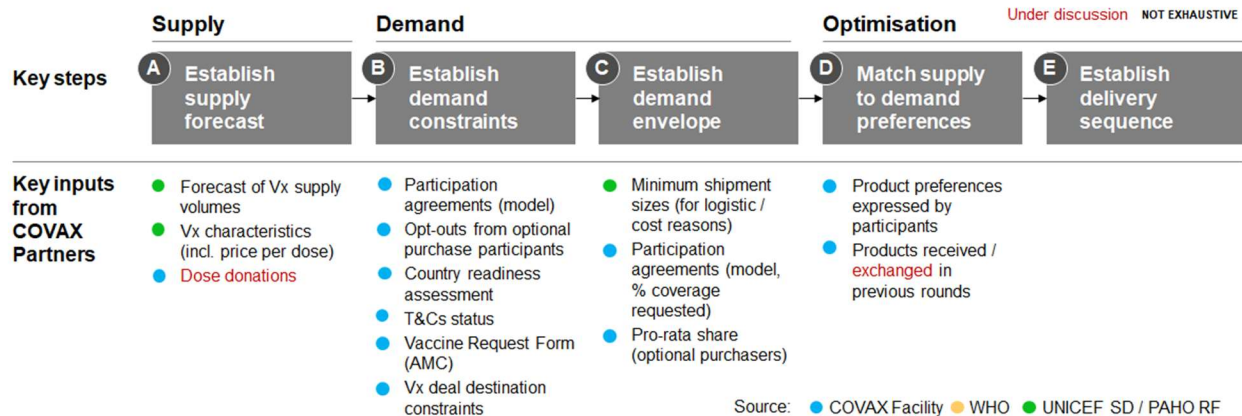 Supply
Demand
Optimisation
Under discussion NOT EXHAUSTIVE
Key steps
A Establish
supply
forecast
B Establish
demand
constraints
C Establish
demand
envelope
D Match supply
to demand
preferences
E Establish
delivery
sequence
Key inputs
from
COVAX
Partners
Forecast of Vx supply
volumes
Vx characteristics
(incl. price per dose)
Dose donations
Participation
agreements (model)
Opt-outs from optional
purchase participants
Country readiness
assessment
T&Cs status
Vaccine Request Form
(AMC)
Vx deal destination
constraints
Minimum shipment
sizes (for logistic /
cost reasons)
Participation
agreements (model,
% coverage
requested)
Pro-rata share
(optional purchasers)
Product preferences
expressed by
participants
Products received /
exchanged in
previous rounds
Source: COVAX Facility WHO UNICEF SD / PAHO RF